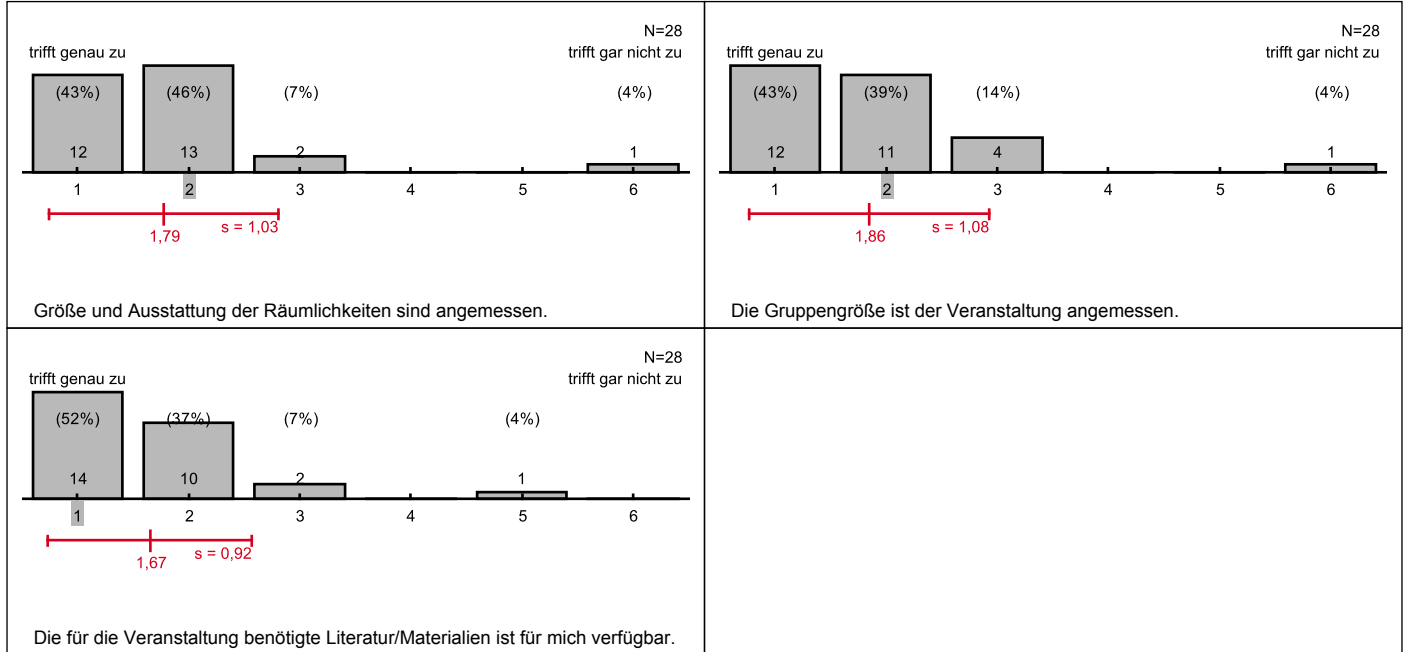 N=28
trifft genau zu trifft gar nicht zu
(43%) (46%) (7%) (4%)
12 13 2 1
1 2 3 4 5 6
1,79 s = 1,03
Größe und Ausstattung der Räumlichkeiten sind angemessen.
N=28
trifft genau zu trifft gar nicht zu
(43%) (39%) (14%) (4%)
12 11 4 1
1 2 3 4 5 6
1,86 s = 1,08
Die Gruppengröße ist der Veranstaltung angemessen.
N=28
trifft genau zu trifft gar nicht zu
(52%) (37%) (7%) (4%)
14 10 2 1
1 2 3 4 5 6
1,67 s = 0,92
Die für die Veranstaltung benötigte Literatur/Materialien ist für mich verfügbar.